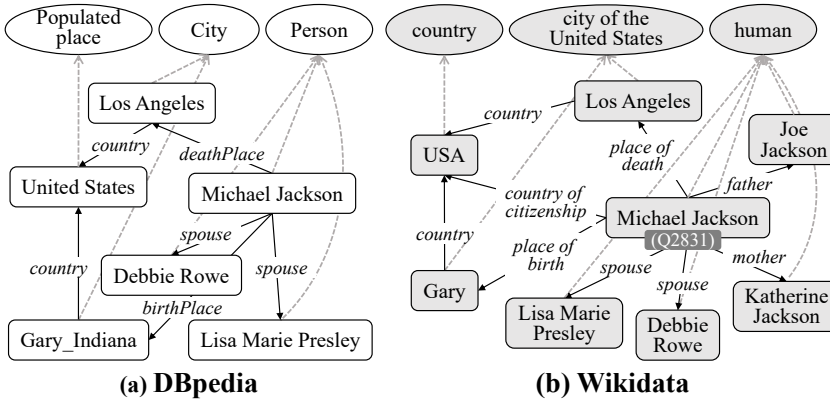 Populated
place
City
Person
Los Angeles
country
deathPlace
United States
Michael Jackson
spouse
country
spouse
Debbie Rowe
birthPlace
Gary_Indiana
Lisa Marie Presley
(a) DBpedia
country
city of the
United States
human
Los Angeles
country
place of
death
Joe
Jackson
USA
father
country of
citizenship
Michael Jackson
(Q2831)
country
place of
birth
mother
spouse
Gary
spouse
Katherine
Jackson
Lisa Marie
Presley
Debbie
Rowe
(b) Wikidata